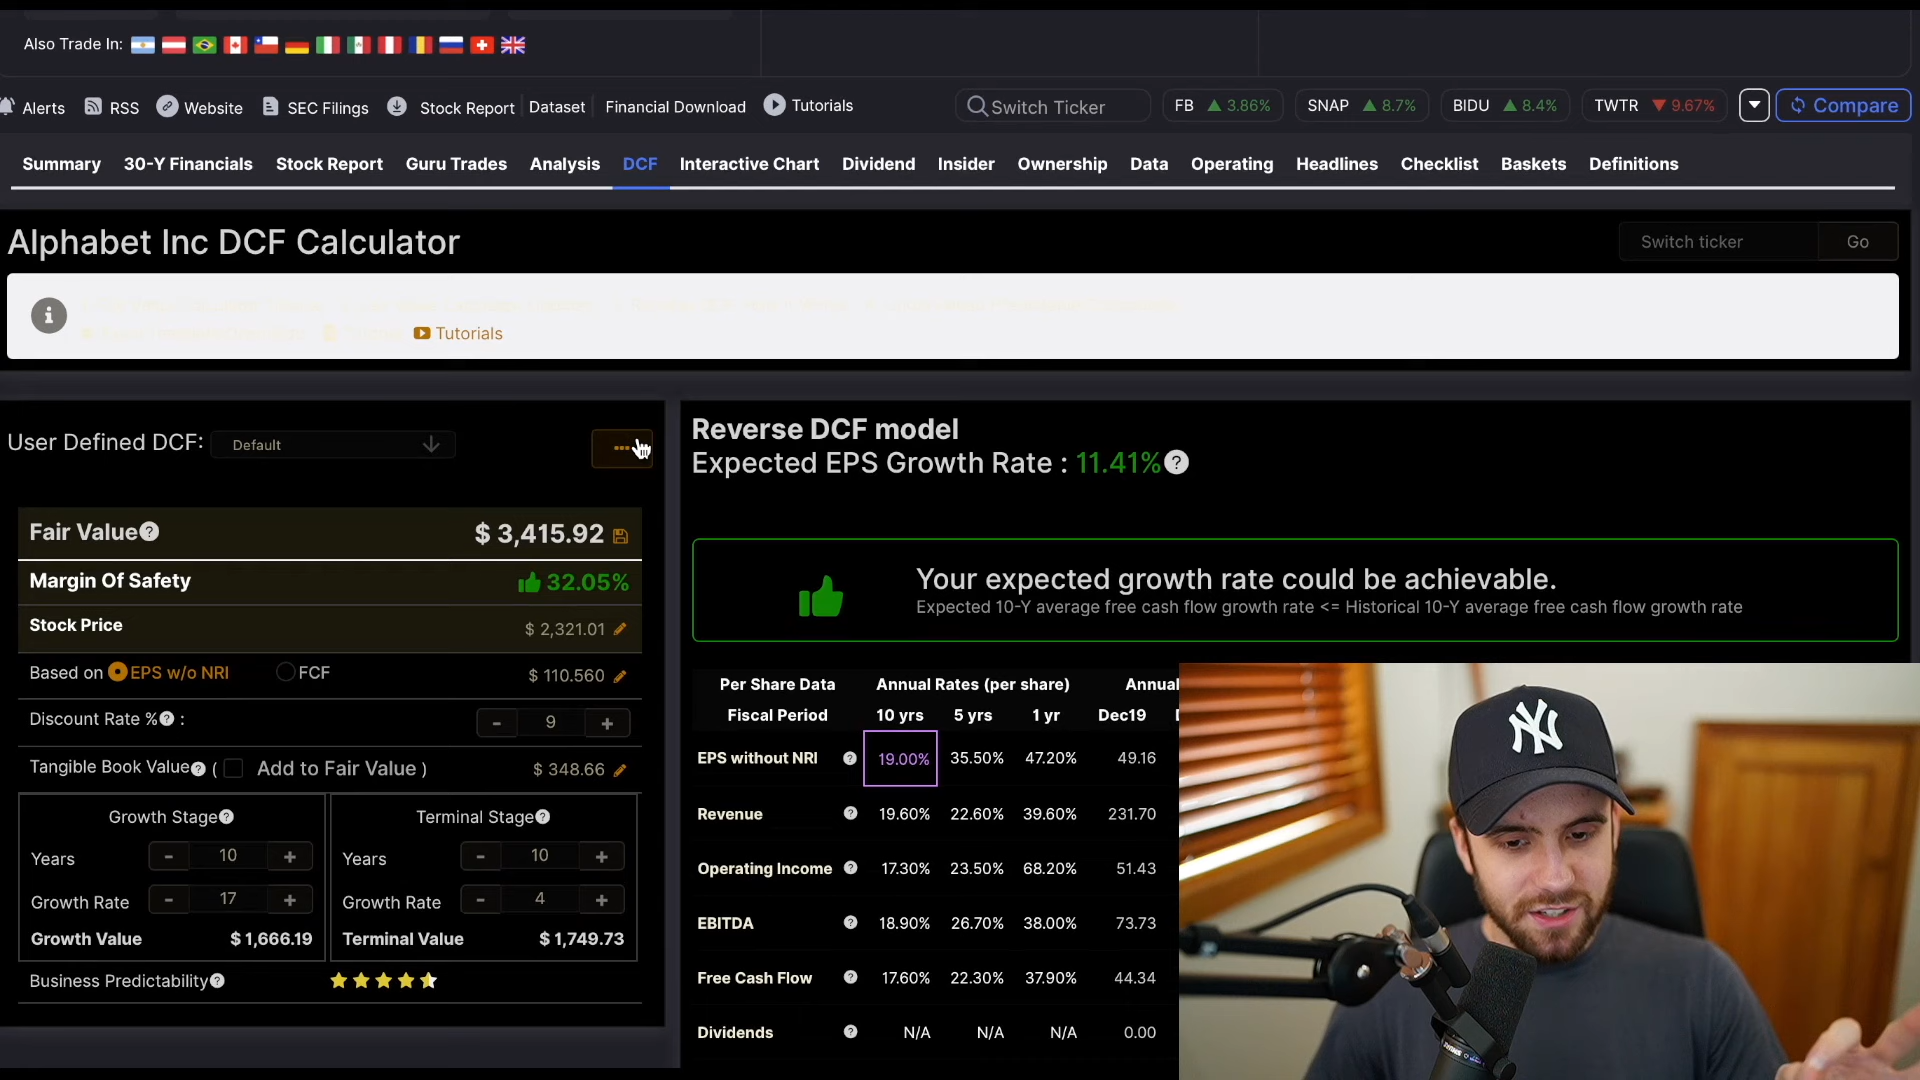 Also Trade In:
Alerts RSS Website SEC Filings Stock Report Dataset Financial Download Tutorials Switch Ticker FB 3.86% SNAP 8.7% BIDU 8.4% TWTR 9.67% Compare
Summary 30-Y Financials Stock Report Guru Trades Analysis DCF Interactive Chart Dividend Insider Ownership Data Operating Headlines Checklist Baskets Definitions
Alphabet Inc DCF Calculator Switch ticker Go
Tutorials
User Defined DCF: Default
Fair Value $ 3,415.92
Margin Of Safety 32.05%
Stock Price $ 2,321.01
Based on EPS w/o NRI FCF $ 110.560
Discount Rate % : - 9 +
Tangible Book Value ( Add to Fair Value ) $ 348.66
Growth Stage
Years - 10 +
Growth Rate - 17 +
Growth Value $ 1,666.19
Terminal Stage
Years - 10 +
Growth Rate - 4 +
Terminal Value $ 1,749.73
Business Predictability
Reverse DCF model
Expected EPS Growth Rate : 11.41%
Your expected growth rate could be achievable.
Expected 10-Y average free cash flow growth rate <= Historical 10-Y average free cash flow growth rate
Per Share Data Annual Rates (per share) Annual
Fiscal Period 10 yrs 5 yrs 1 yr Dec19
EPS without NRI 19.00% 35.50% 47.20% 49.16
Revenue 19.60% 22.60% 39.60% 231.70
Operating Income 17.30% 23.50% 68.20% 51.43
EBITDA 18.90% 26.70% 38.00% 73.73
Free Cash Flow 17.60% 22.30% 37.90% 44.34
Dividends N/A N/A N/A 0.00
NY